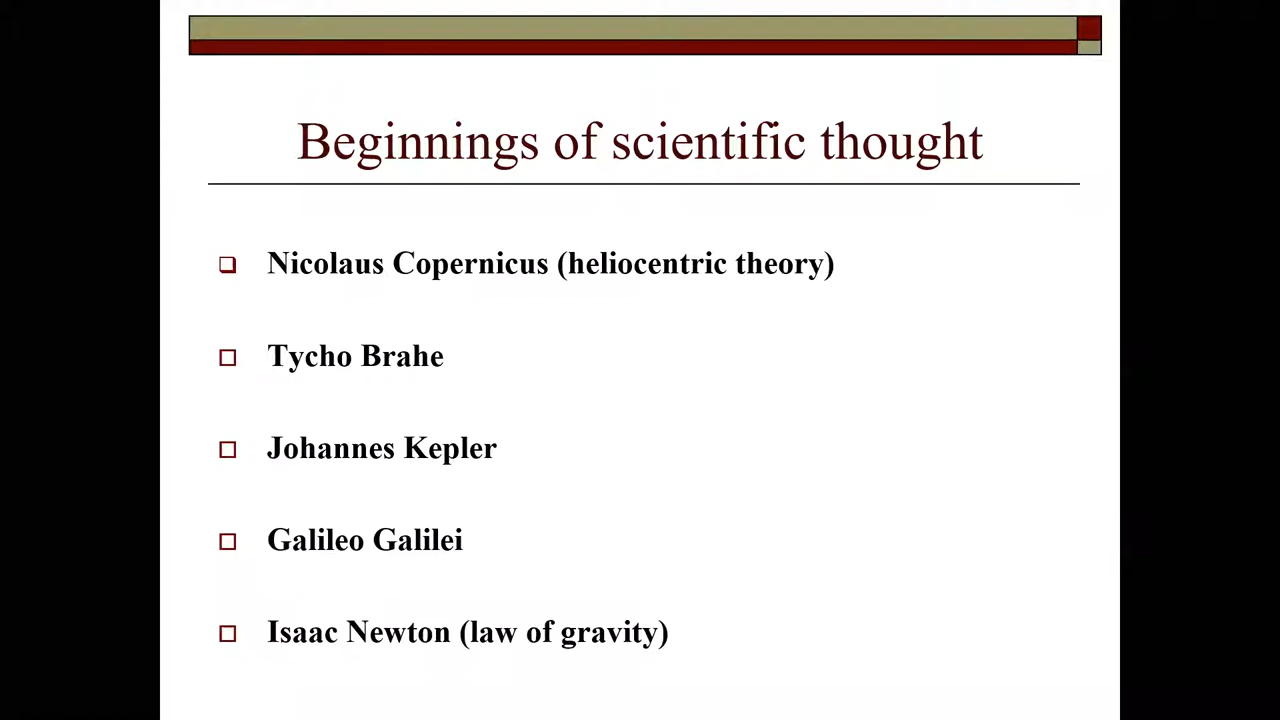 Beginnings of scientific thought
Nicolaus Copernicus (heliocentric theory)
Tycho Brahe
Johannes Kepler
Galileo Galilei
Isaac Newton (law of gravity)